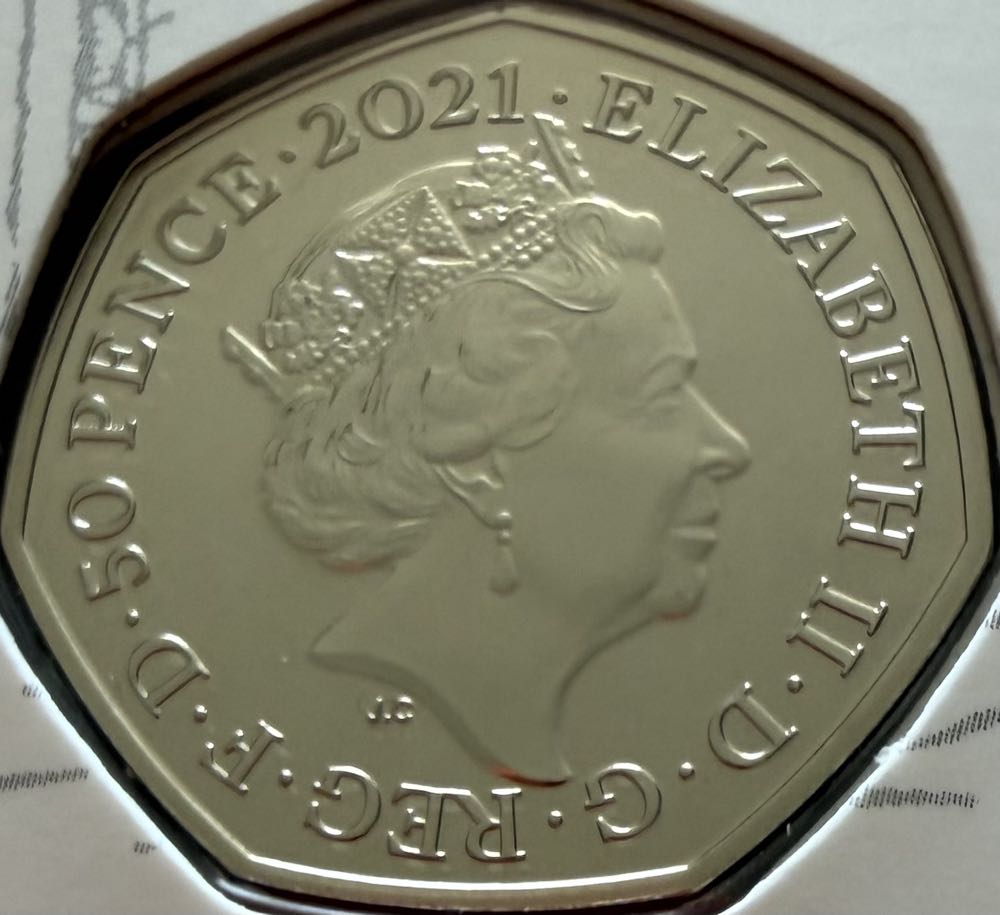 ELIZABETH II · D · G · REG · F · D · 50 PENCE · 2021 ·
J.C